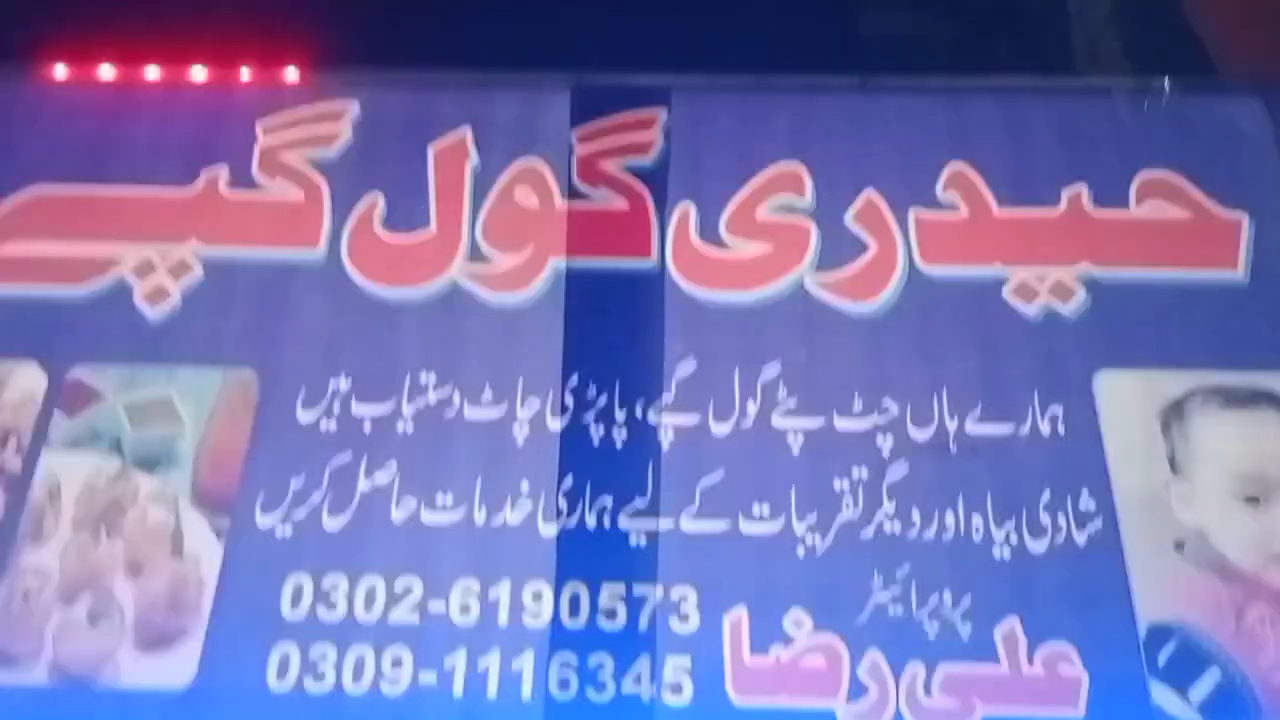 حیدری گول گپے
ہمارے ہاں چٹ پٹے گول گپے، پاپڑی چاٹ دستیاب ہیں
شادی بیاہ اور دیگر تقریبات کے لیے ہماری خدمات حاصل کریں
پروپرائیٹر
علی رضا
0302-6190573
0309-1116345